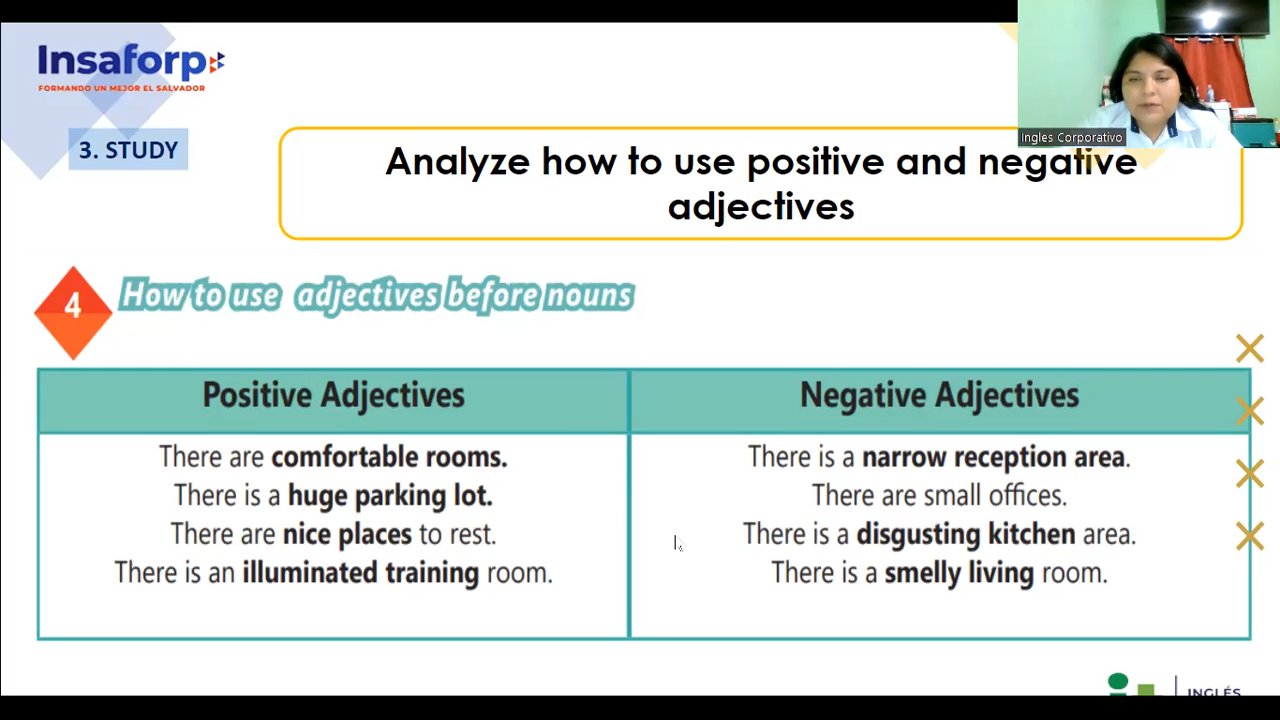 Insaforp
FORMANDO UN MEJOR EL SALVADOR
Ingles Corporativo
3. STUDY
Analyze how to use positive and negative
adjectives
4
How to use adjectives before nouns
Positive Adjectives
There are comfortable rooms.
There is a huge parking lot.
There are nice places to rest.
There is an illuminated training room.
Negative Adjectives
There is a narrow reception area.
There are small offices.
There is a disgusting kitchen area.
There is a smelly living room.
INGLÉS